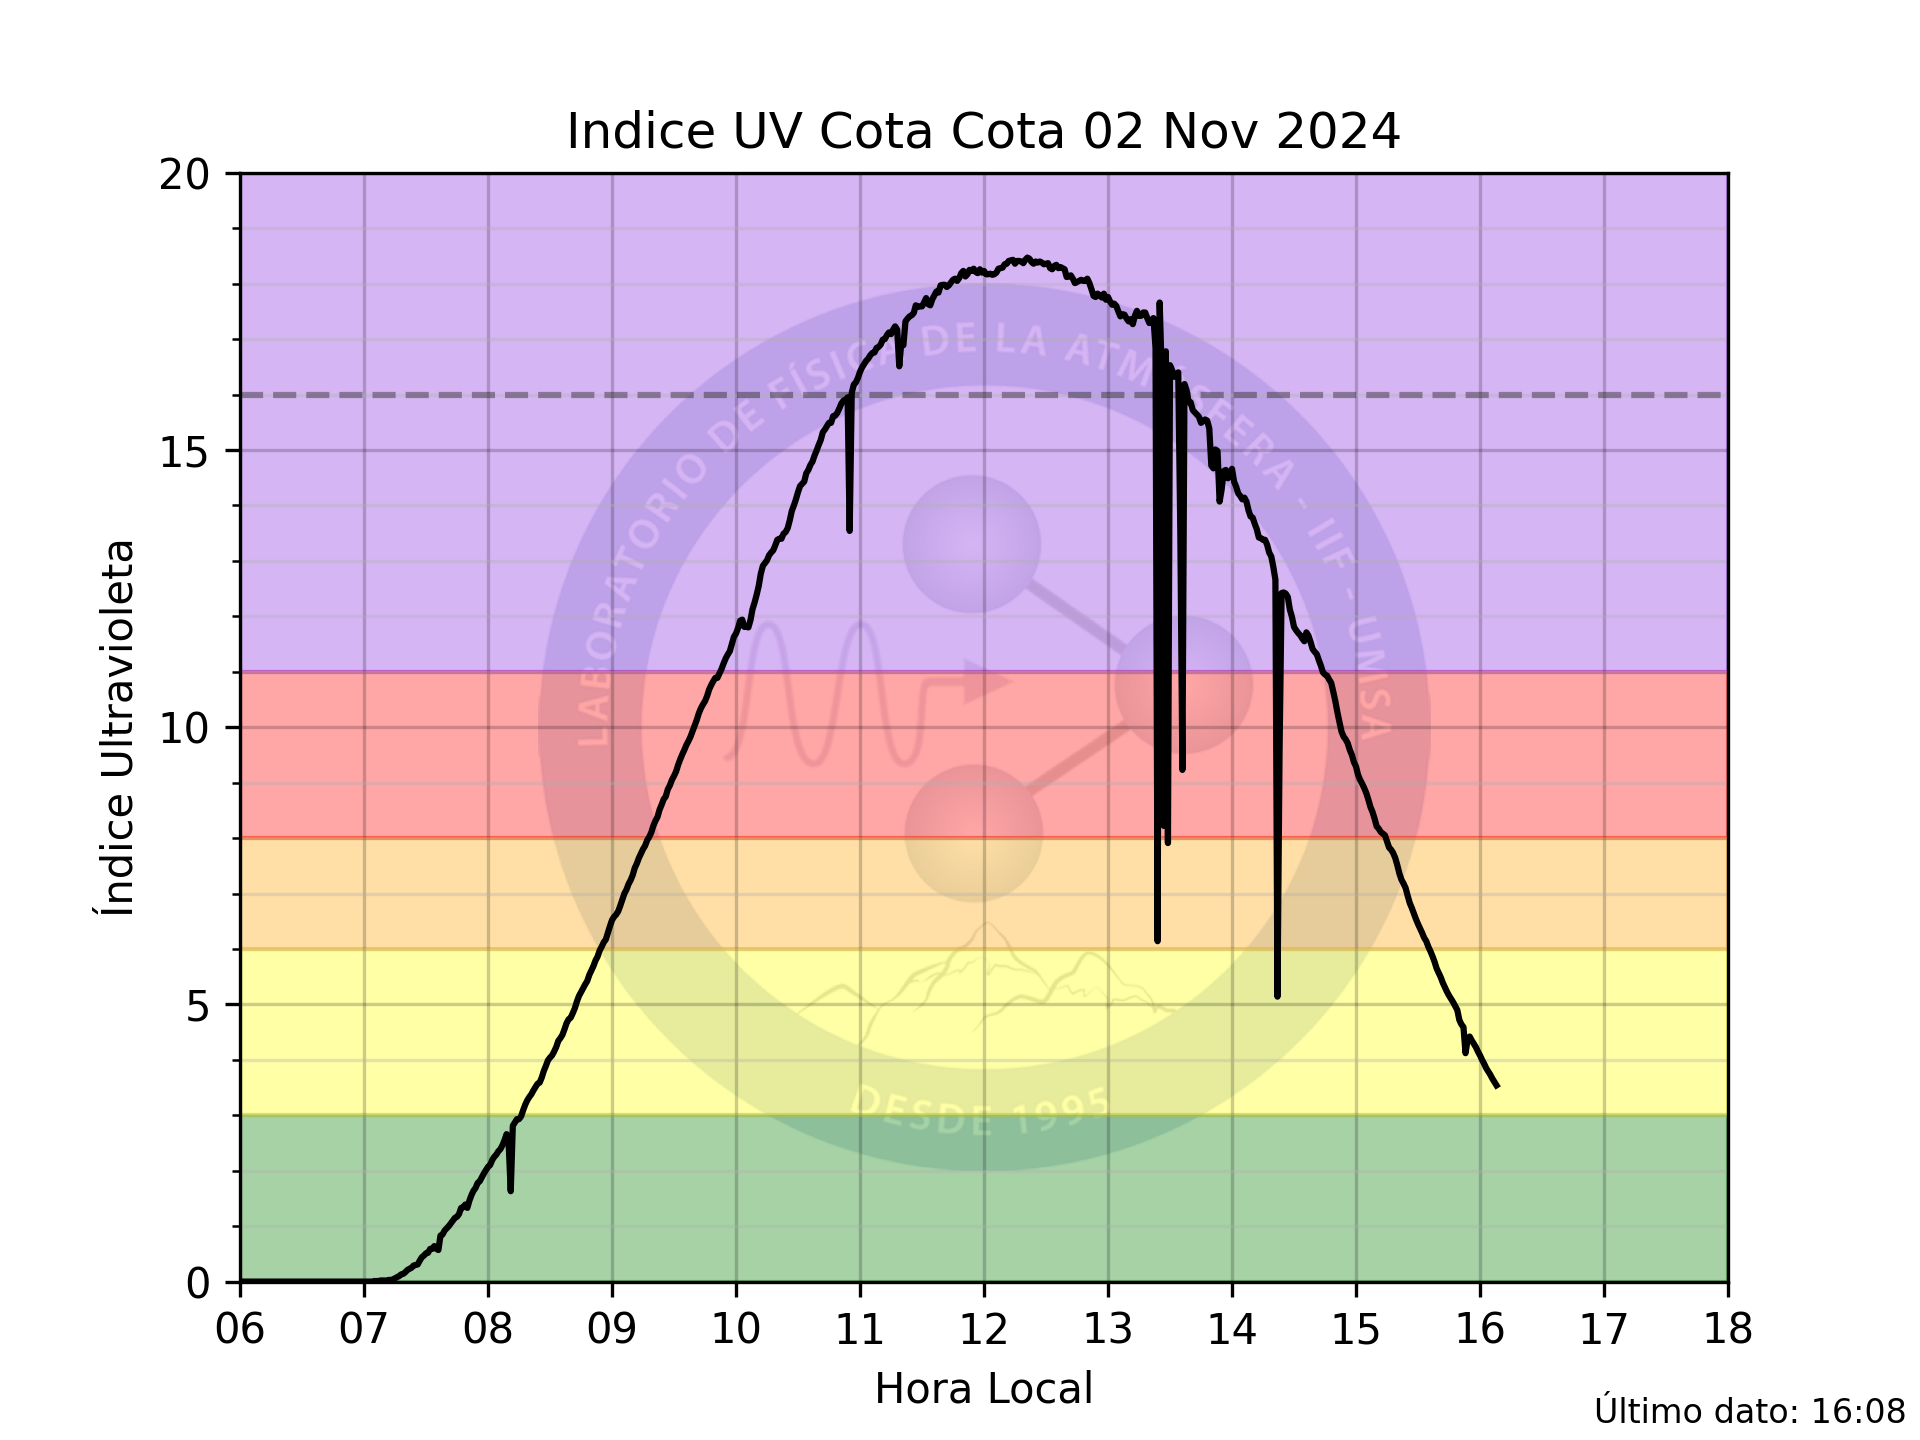 Indice UV Cota Cota 02 Nov 2024
20
15
10
5
0
Índice Ultravioleta
LABORATORIO DE FÍSICA DE LA ATMÓSFERA - IIF - UMSA
DESDE 1995
06 07 08 09 10 11 12 13 14 15 16 17 18
Hora Local
Último dato: 16:08